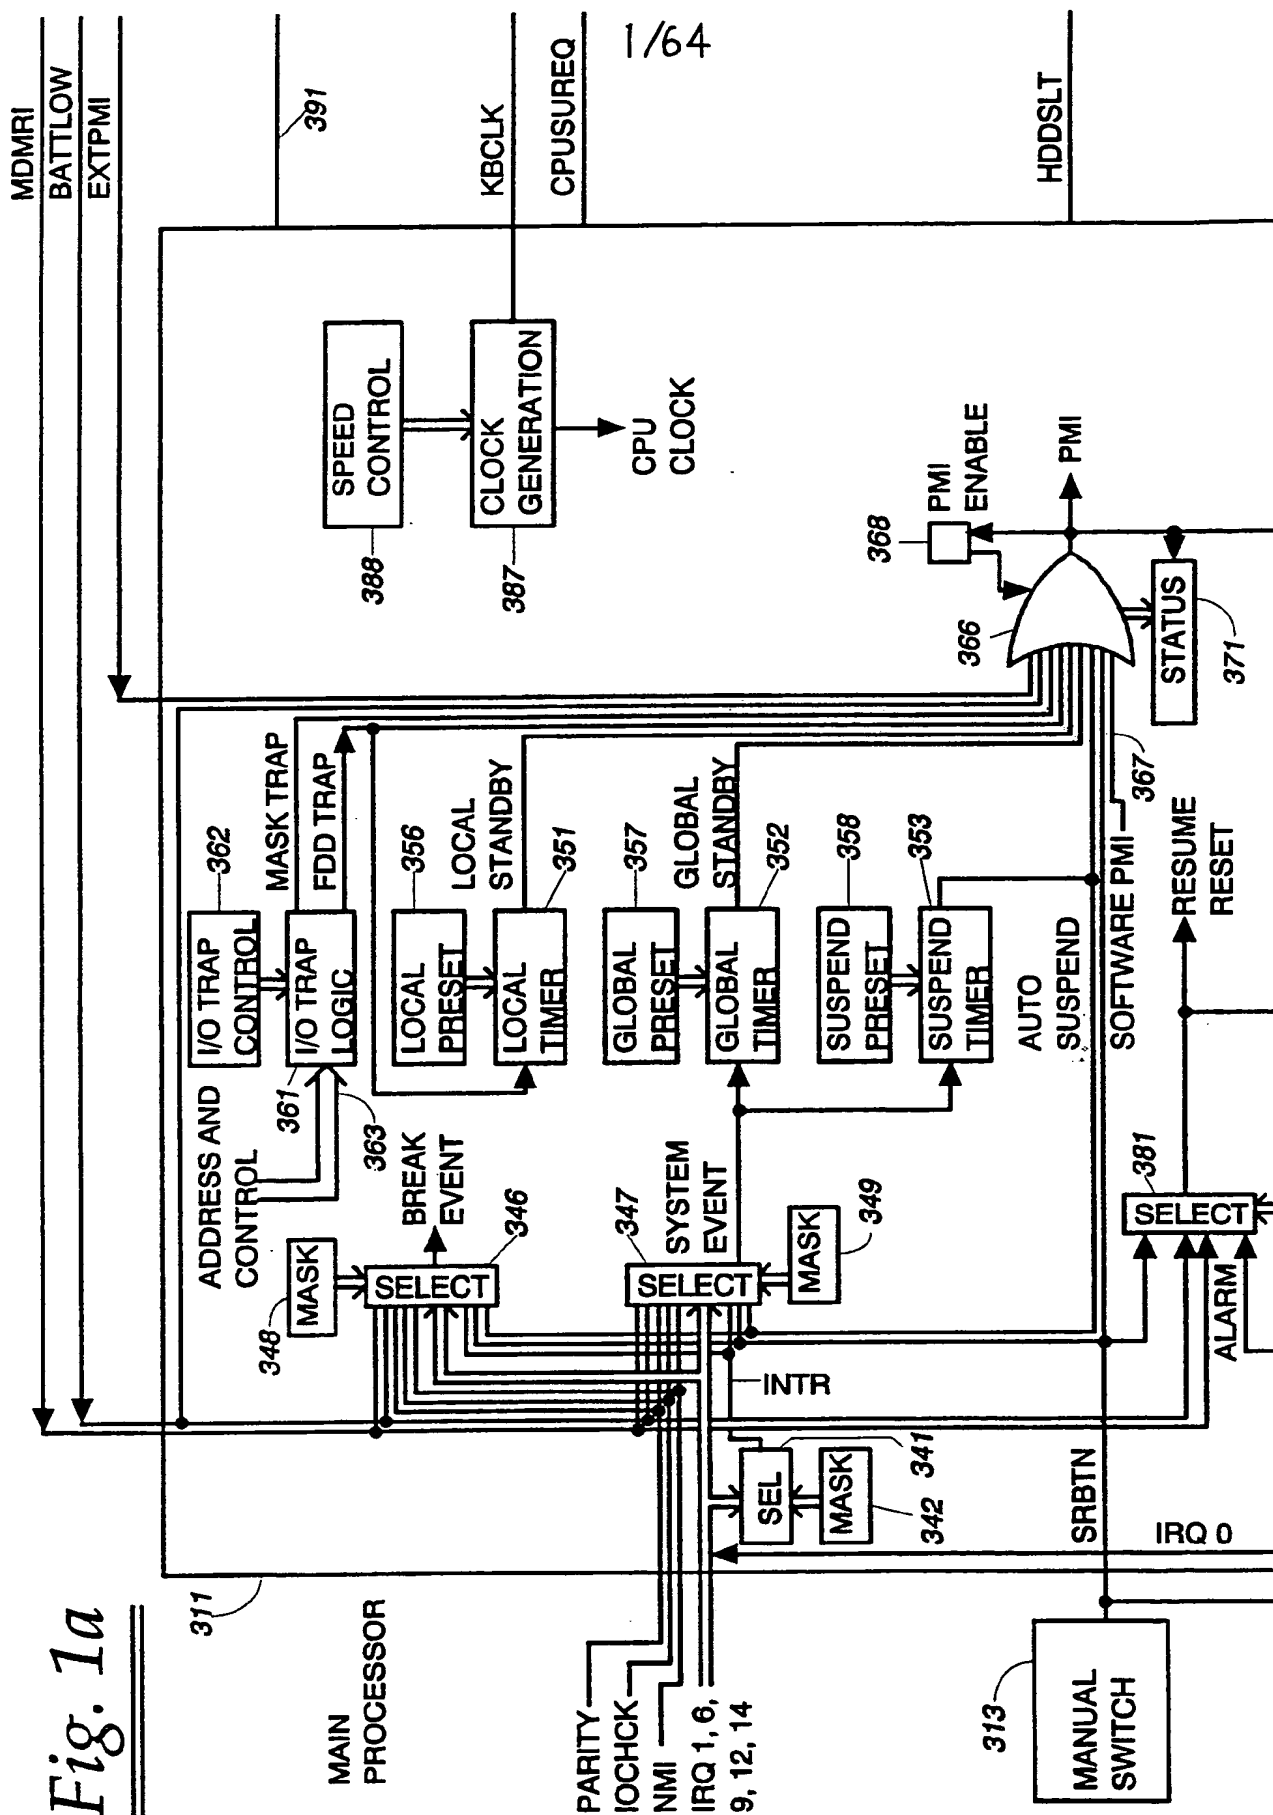 1/64
Fig. 1a
MDMRI
BATTLOW
EXTPMI
391
KBCLK
CPUSUREQ
HDDSLT
311
MAIN
PROCESSOR
SPEED
CONTROL
388
CLOCK
GENERATION
387
CPU
CLOCK
ADDRESS AND
CONTROL
363
I/O TRAP
CONTROL
362
I/O TRAP
LOGIC
361
MASK TRAP
FDD TRAP
MASK
348
SELECT
346
BREAK
EVENT
LOCAL
PRESET
356
LOCAL
TIMER
351
LOCAL
STANDBY
PARITY
IOCHCK
NMI
IRQ 1, 6,
9, 12, 14
SELECT
347
SYSTEM
EVENT
MASK
349
GLOBAL
PRESET
357
GLOBAL
TIMER
352
GLOBAL
STANDBY
INTR
SEL
341
MASK
342
SUSPEND
PRESET
358
SUSPEND
TIMER
353
AUTO
SUSPEND
SOFTWARE PMI
367
366
368
PMI
ENABLE
PMI
STATUS
371
313
MANUAL
SWITCH
SRBTN
IRQ 0
ALARM
SELECT
381
RESUME
RESET